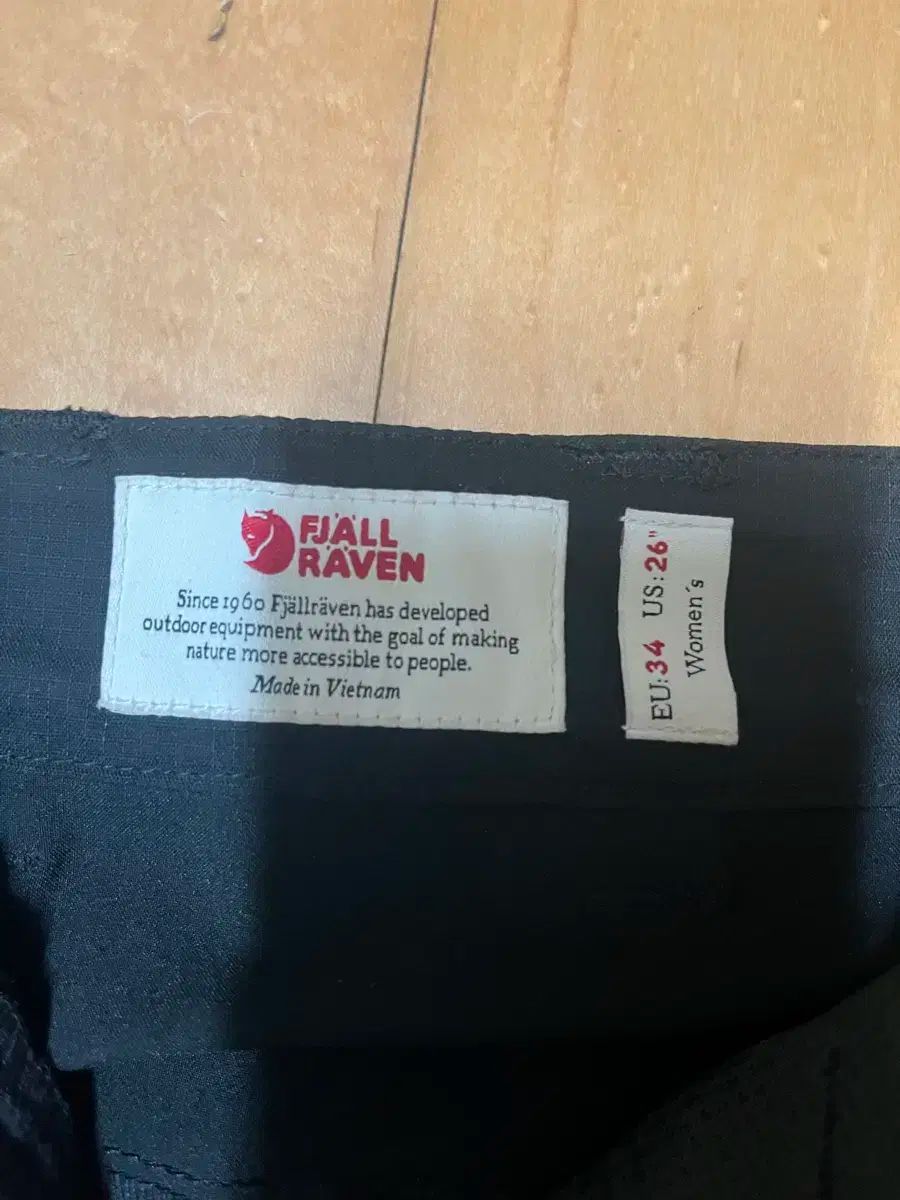 FJÄLL
RÄVEN
Since 1960 Fjällräven has developed
outdoor equipment with the goal of making
nature more accessible to people.
Made in Vietnam
EU:34 US:26"
Women´s